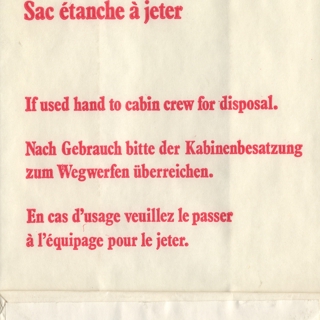 Sac étanche à jeter
If used hand to cabin crew for disposal.
Nach Gebrauch bitte der Kabinenbesatzung
zum Wegwerfen überreichen.
En cas d'usage veuillez le passer
à l'équipage pour le jeter.